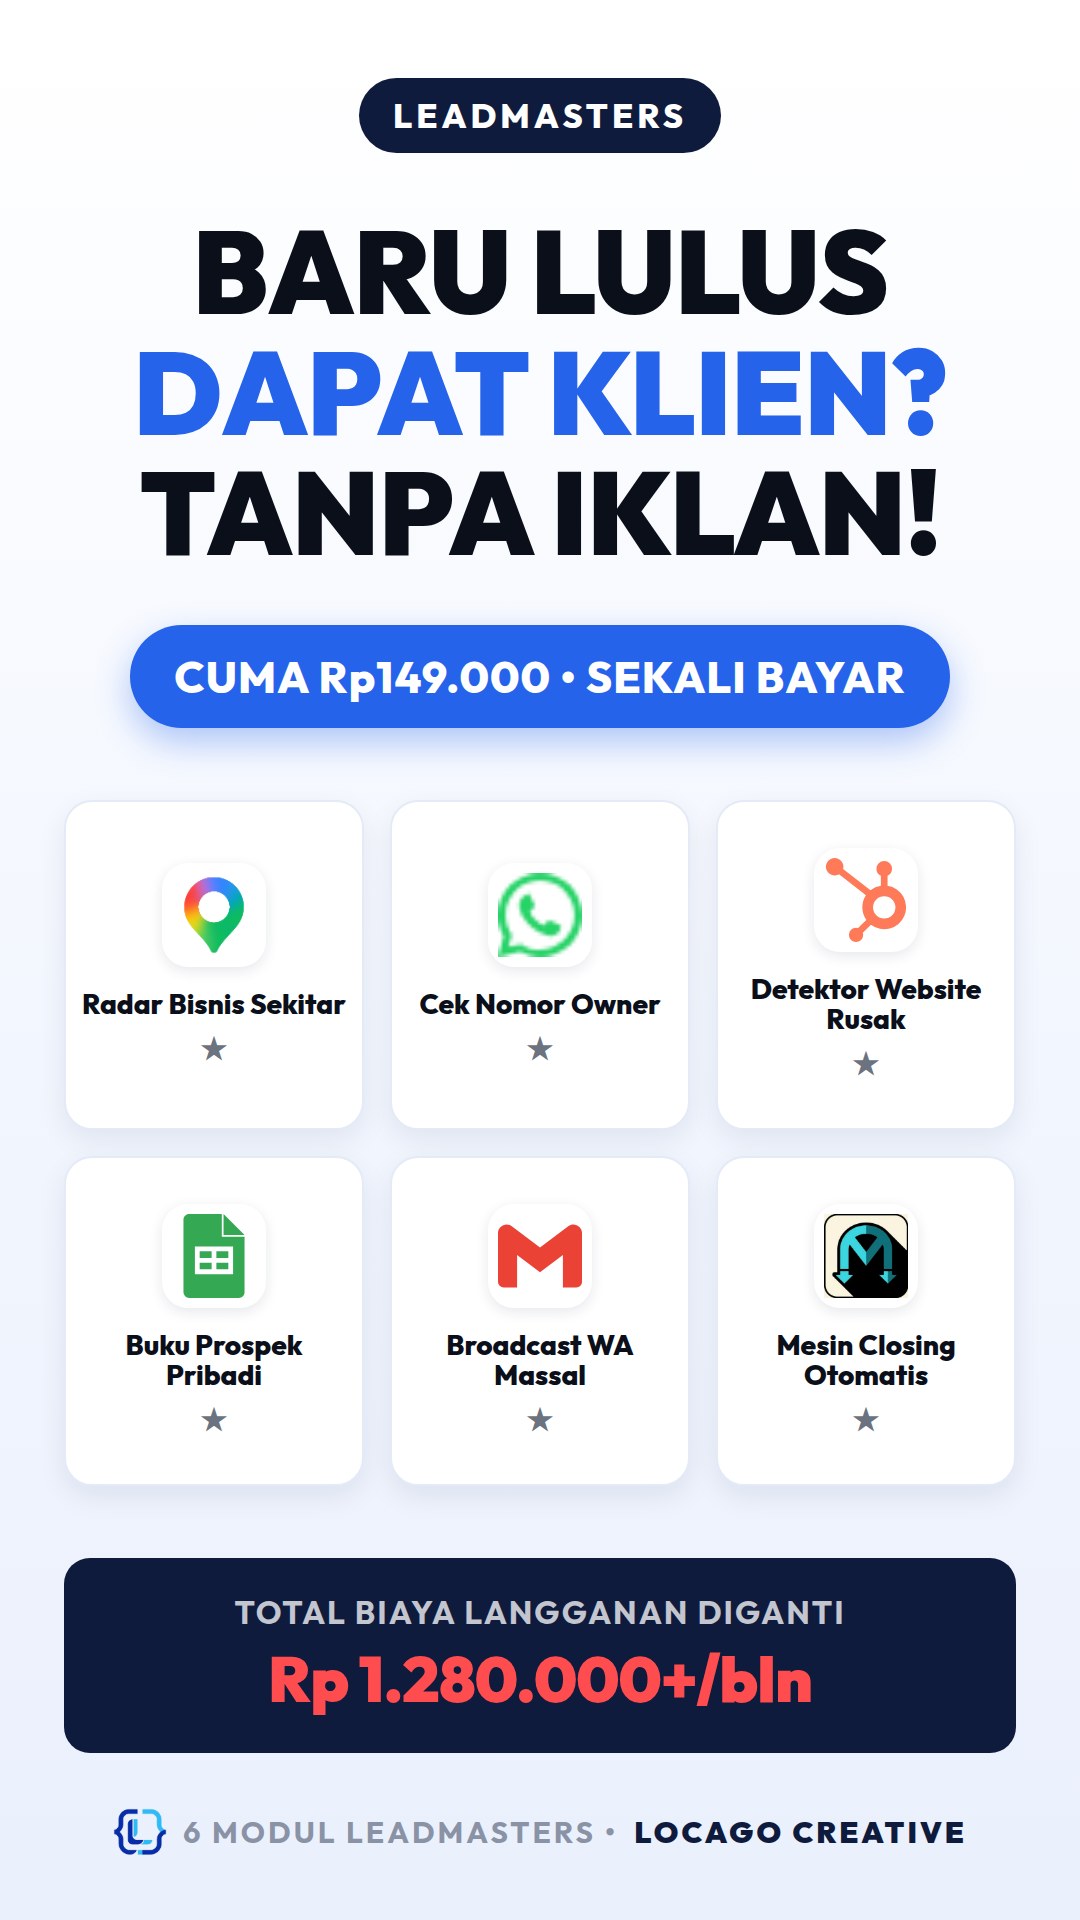 LEADMASTERS
BARU LULUS
DAPAT KLIEN?
TANPA IKLAN!
CUMA Rp149.000 • SEKALI BAYAR
Radar Bisnis Sekitar
★
Cek Nomor Owner
★
Detektor Website
Rusak
★
Buku Prospek
Pribadi
★
Broadcast WA
Massal
★
Mesin Closing
Otomatis
★
TOTAL BIAYA LANGGANAN DIGANTI
Rp 1.280.000+/bln
6 MODUL LEADMASTERS • LOCAGO CREATIVE